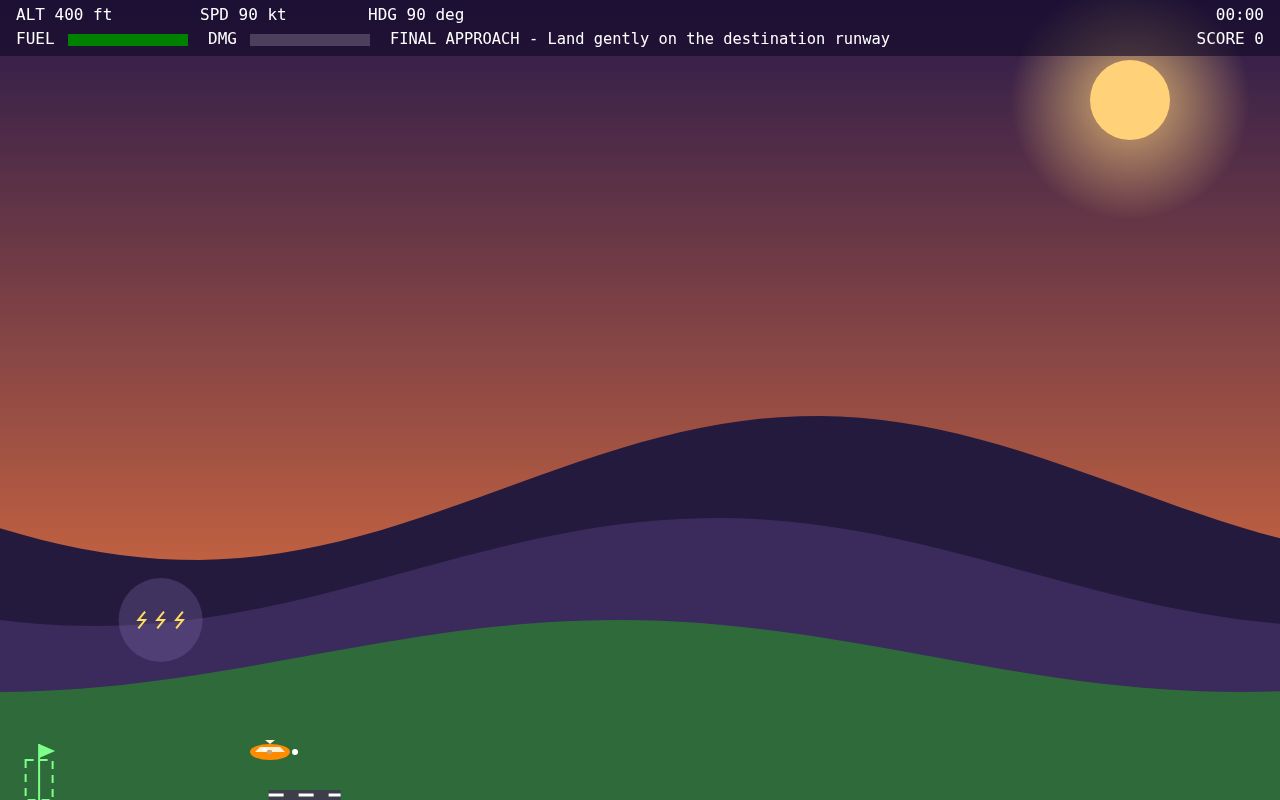 ALT 400 ft SPD 90 kt HDG 90 deg 00:00
FUEL DMG FINAL APPROACH - Land gently on the destination runway SCORE 0